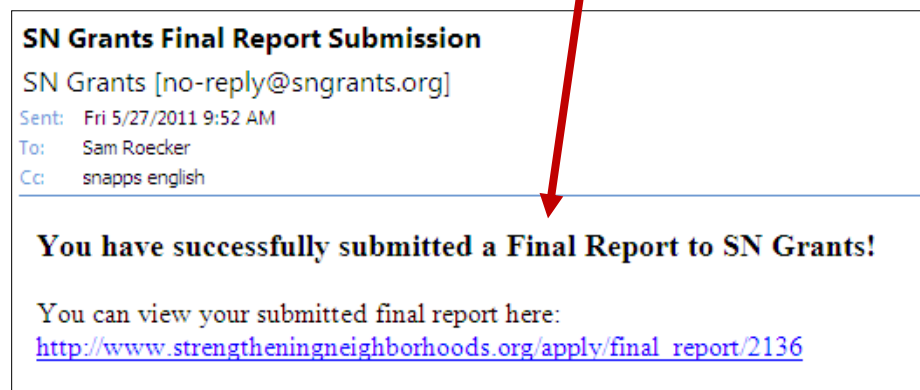 SN Grants Final Report Submission
SN Grants [no-reply@sngrants.org]
Sent: Fri 5/27/2011 9:52 AM
To: Sam Roecker
Cc: snapps english
You have successfully submitted a Final Report to SN Grants!
You can view your submitted final report here:
http://www.strengtheningneighborhoods.org/apply/final_report/2136